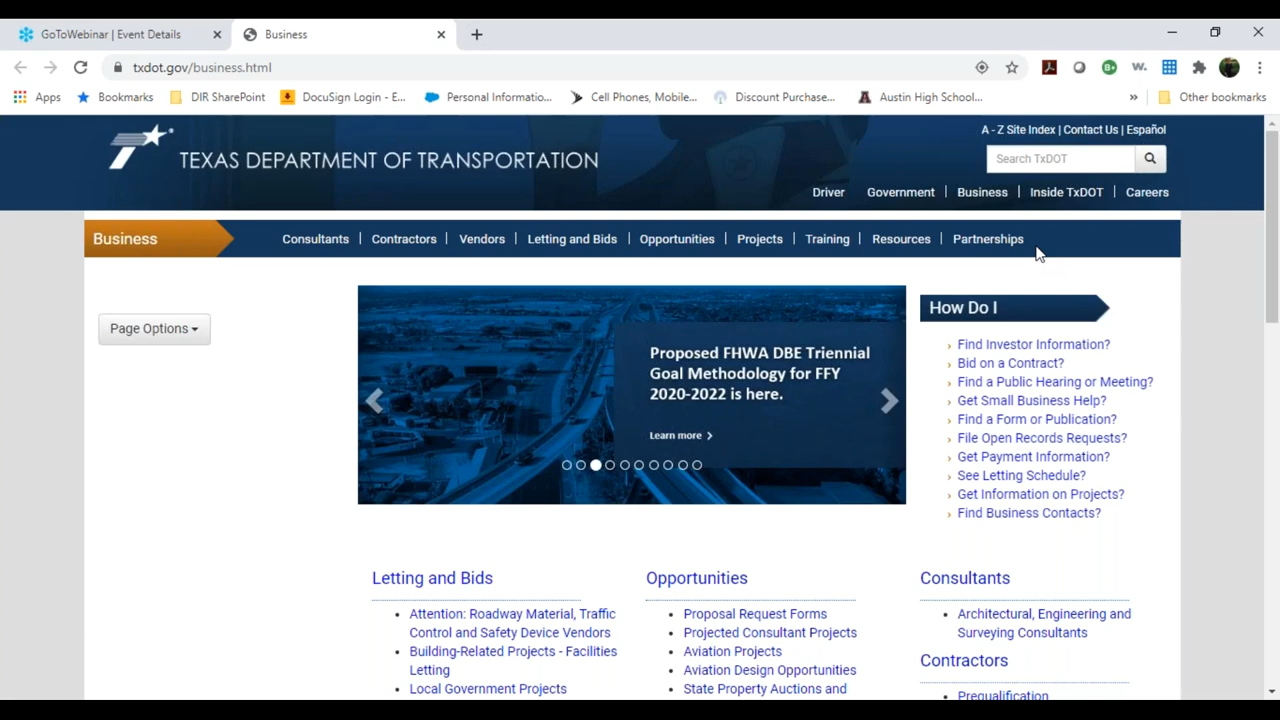 GoToWebinar | Event Details
Business
txdot.gov/business.html
Apps
Bookmarks
DIR SharePoint
DocuSign Login - E...
Personal Informatio...
Cell Phones, Mobile...
Discount Purchase...
Austin High School...
»
Other bookmarks
A - Z Site Index | Contact Us | Español
TEXAS DEPARTMENT OF TRANSPORTATION
Search TxDOT
Driver Government | Business | Inside TxDOT | Careers
Business
Consultants | Contractors | Vendors | Letting and Bids | Opportunities | Projects | Training | Resources | Partnerships
Page Options
Proposed FHWA DBE Triennial
Goal Methodology for FFY
2020-2022 is here.
Learn more
How Do I
Find Investor Information?
Bid on a Contract?
Find a Public Hearing or Meeting?
Get Small Business Help?
Find a Form or Publication?
File Open Records Requests?
Get Payment Information?
See Letting Schedule?
Get Information on Projects?
Find Business Contacts?
Letting and Bids
Attention: Roadway Material, Traffic
Control and Safety Device Vendors
Building-Related Projects - Facilities
Letting
Local Government Projects
Opportunities
Proposal Request Forms
Projected Consultant Projects
Aviation Projects
Aviation Design Opportunities
State Property Auctions and
Consultants
Architectural, Engineering and
Surveying Consultants
Contractors
Prequalification